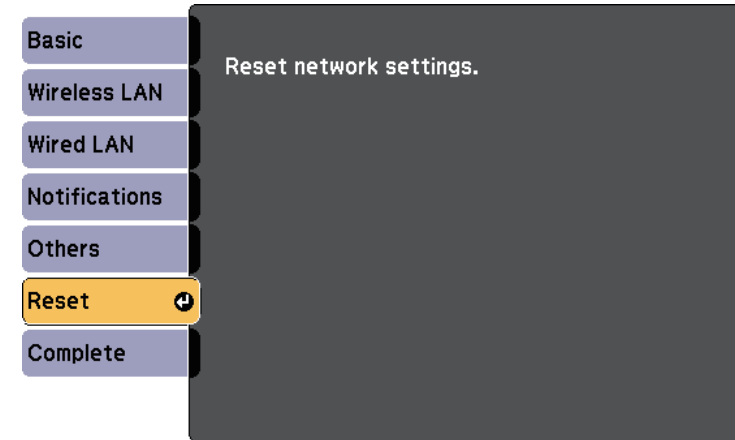 Basic
Wireless LAN
Wired LAN
Notifications
Others
Reset
Complete
Reset network settings.